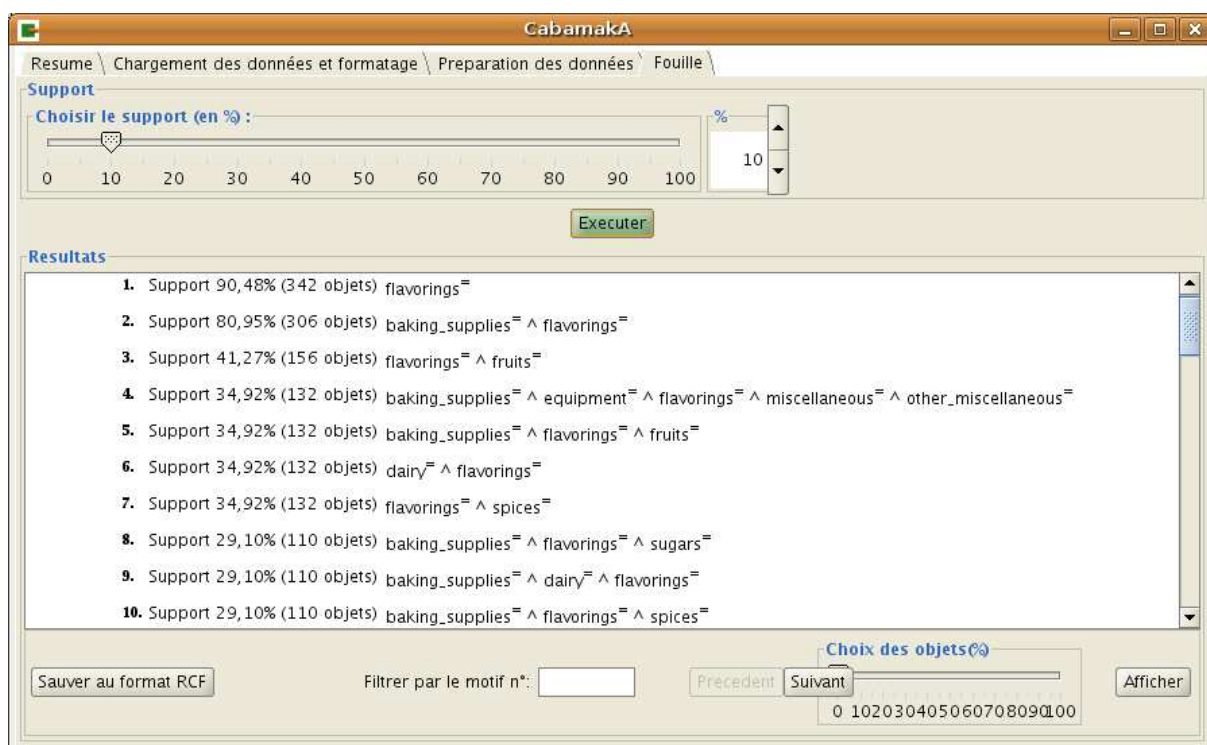 CabamakA
Resume Chargement des données et formatage Preparation des données Fouille
Support
Choisir le support (en %) :
%
10
0 10 20 30 40 50 60 70 80 90 100
Executer
Resultats
1. Support 90,48% (342 objets) flavorings=
2. Support 80,95% (306 objets) baking_supplies= ^ flavorings=
3. Support 41,27% (156 objets) flavorings= ^ fruits=
4. Support 34,92% (132 objets) baking_supplies= ^ equipment= ^ flavorings= ^ miscellaneous= ^ other_miscellaneous=
5. Support 34,92% (132 objets) baking_supplies= ^ flavorings= ^ fruits=
6. Support 34,92% (132 objets) dairy= ^ flavorings=
7. Support 34,92% (132 objets) flavorings= ^ spices=
8. Support 29,10% (110 objets) baking_supplies= ^ flavorings= ^ sugars=
9. Support 29,10% (110 objets) baking_supplies= ^ dairy= ^ flavorings=
10. Support 29,10% (110 objets) baking_supplies= ^ flavorings= ^ spices=
Choix des objets(%)
Sauver au format RCF Filtrer par le motif n°: Precedent Suivant Afficher
0 102030405060708090100